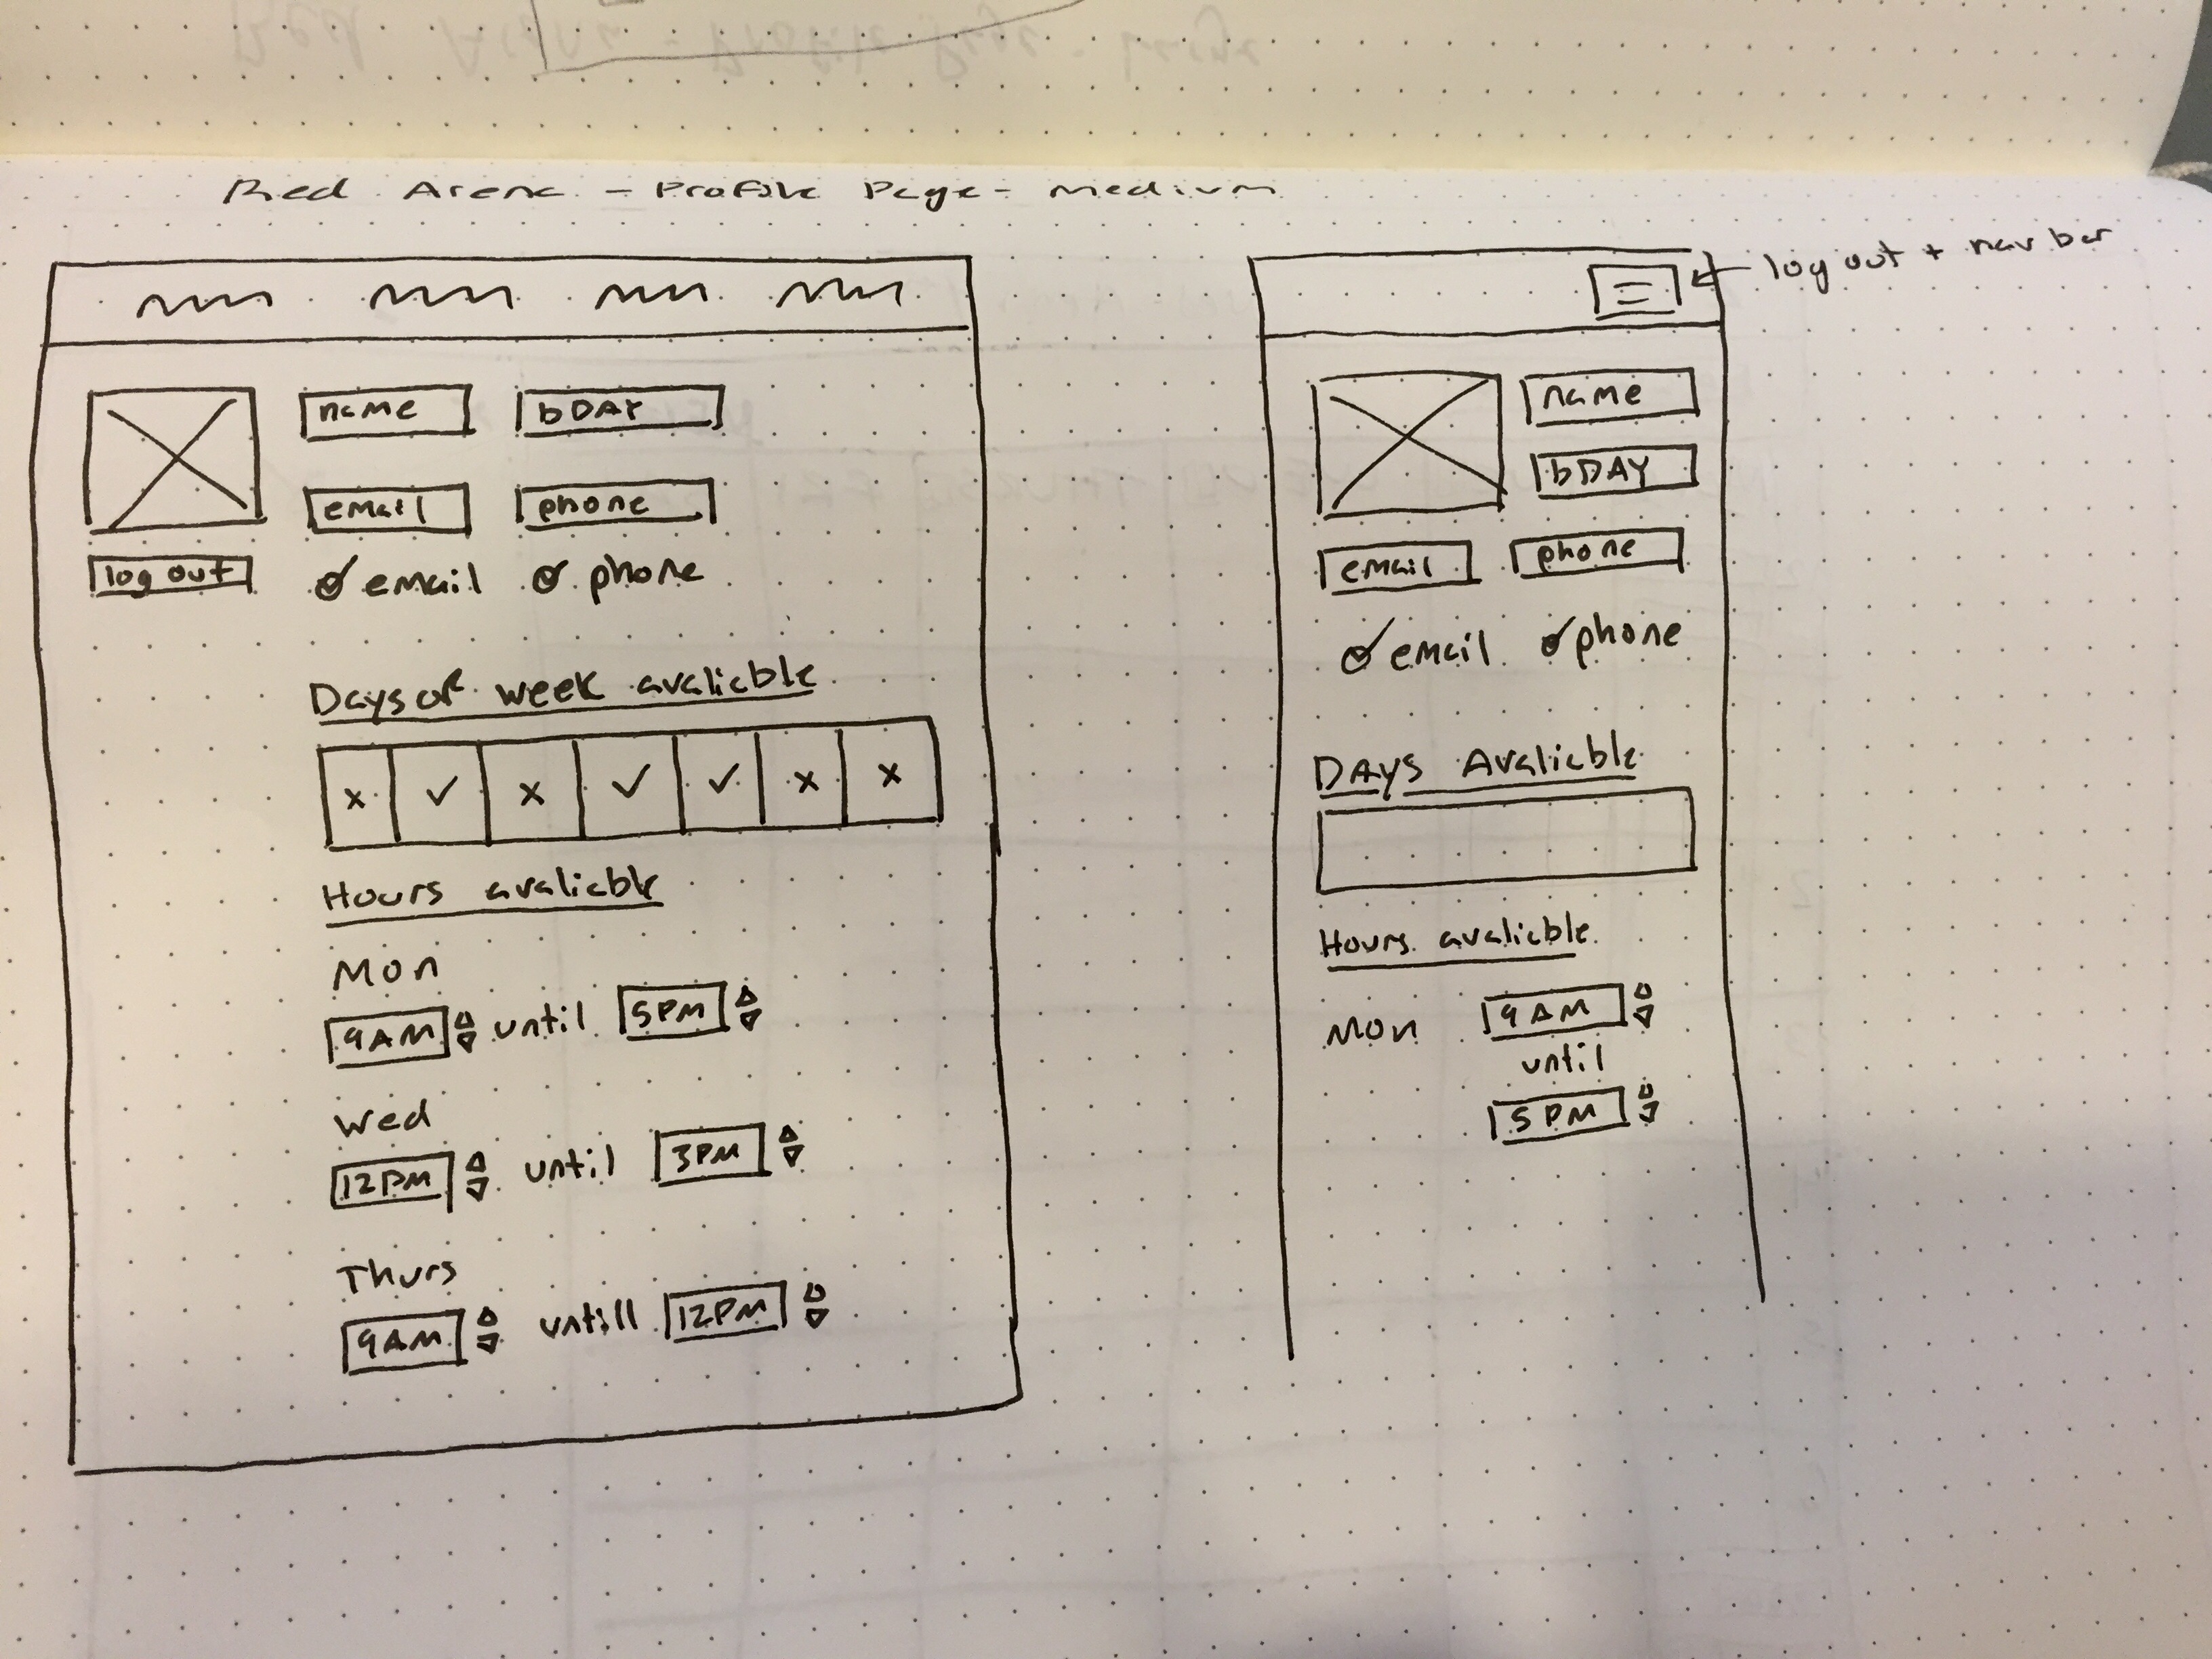 Red Arena - Profile Page - Medium
log out + nav bar
name bDAY
email phone
log out
email phone
Days of week avalicble
x ✓ x ✓ ✓ x x
Hours avalicble
Mon
9AM until 5PM
Wed
12PM until 3PM
Thurs
9AM untill 12PM
name
bDAY
email phone
email phone
DAYS Avalicble
Hours avalicble
Mon 9AM
until
5PM